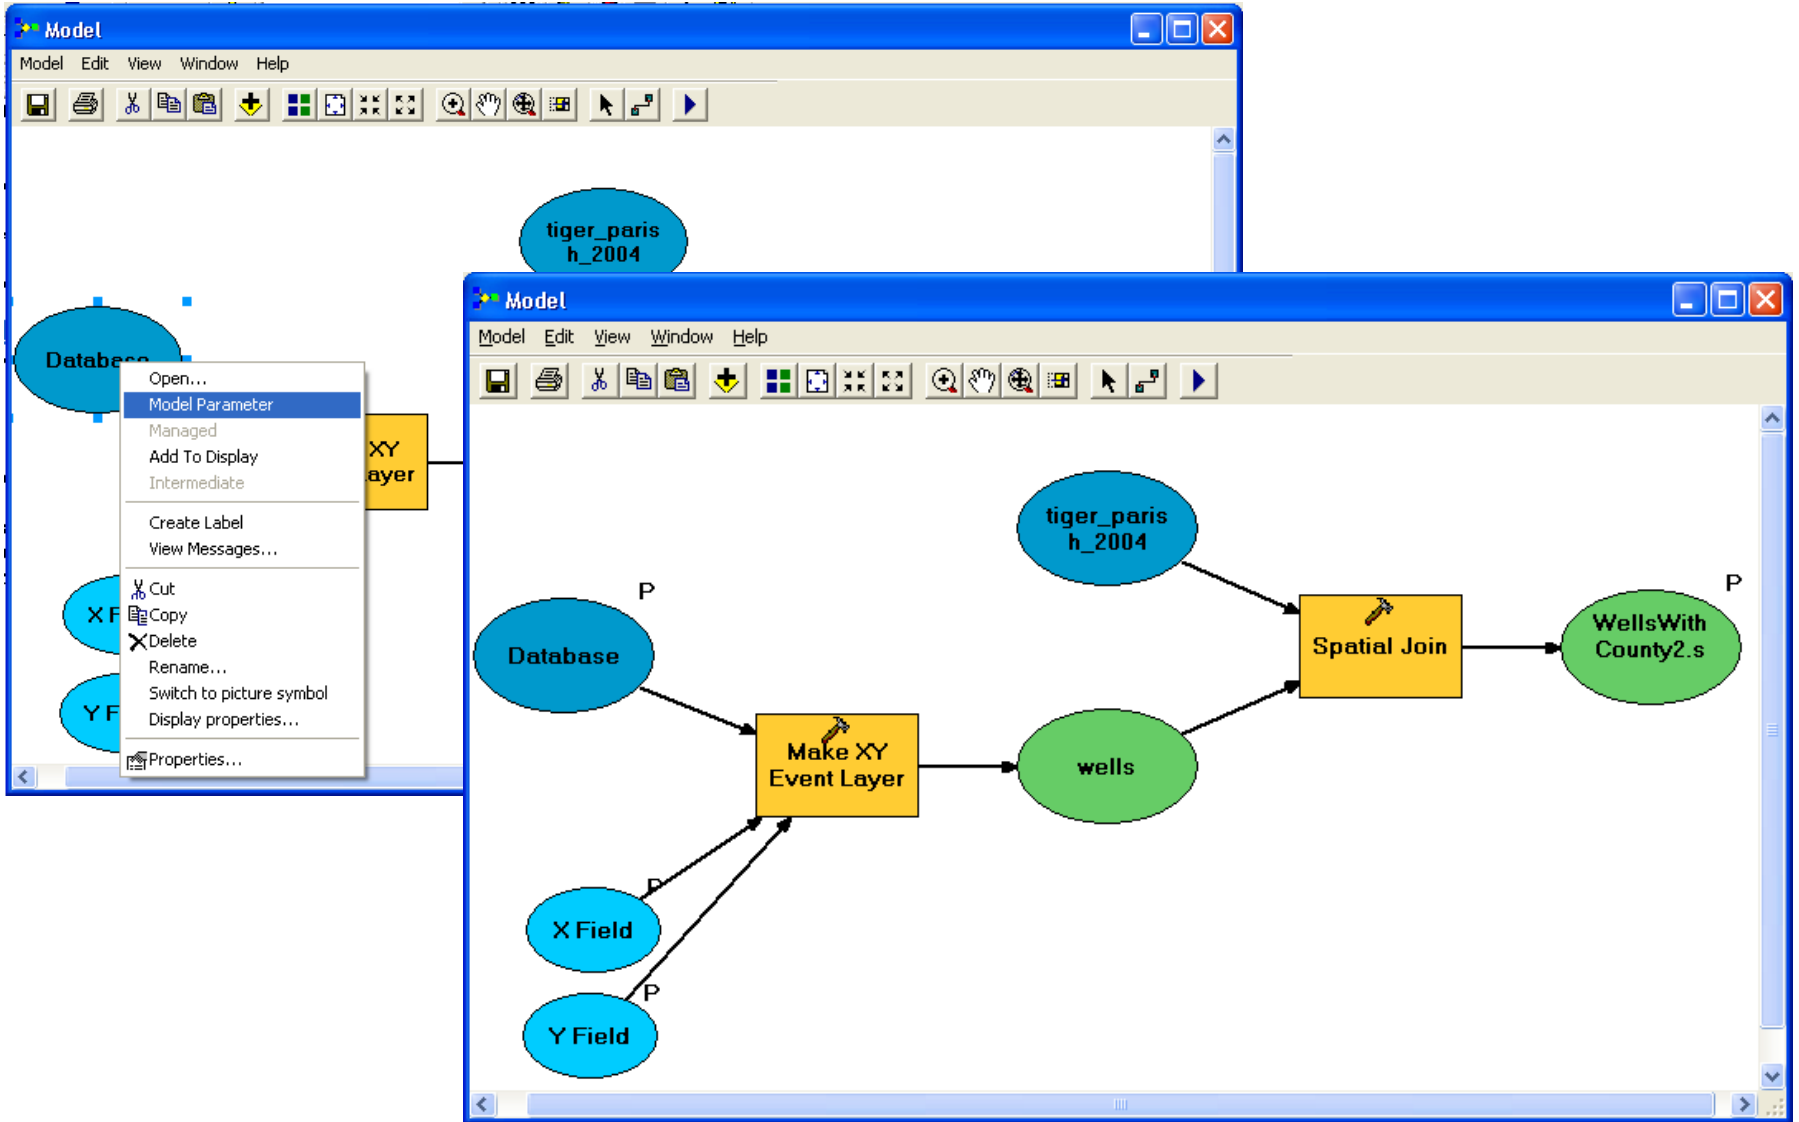 Model
Model Edit View Window Help
tiger_paris
h_2004
Database
XY
ayer
X F
Y F
Open...
Model Parameter
Managed
Add To Display
Intermediate
Create Label
View Messages...
Cut
Copy
Delete
Rename...
Switch to picture symbol
Display properties...
Properties...
Model
Model Edit View Window Help
tiger_paris
h_2004
P
Database
Spatial Join
P
WellsWith
County2.s
Make XY
Event Layer
wells
P
X Field
P
Y Field